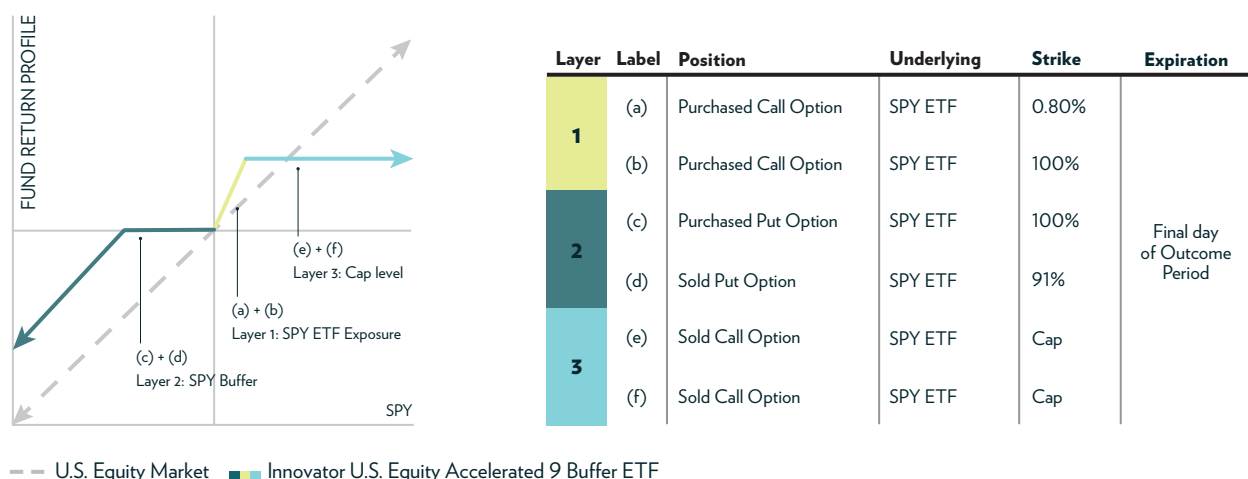 FUND RETURN PROFILE
(e) + (f)
Layer 3: Cap level
(a) + (b)
Layer 1: SPY ETF Exposure
(c) + (d)
Layer 2: SPY Buffer
SPY
U.S. Equity Market
Innovator U.S. Equity Accelerated 9 Buffer ETF
Layer Label Position Underlying Strike Expiration
1
(a) Purchased Call Option SPY ETF 0.80%
(b) Purchased Call Option SPY ETF 100%
2
(c) Purchased Put Option SPY ETF 100%
(d) Sold Put Option SPY ETF 91%
3
(e) Sold Call Option SPY ETF Cap
(f) Sold Call Option SPY ETF Cap
Final day
of Outcome
Period